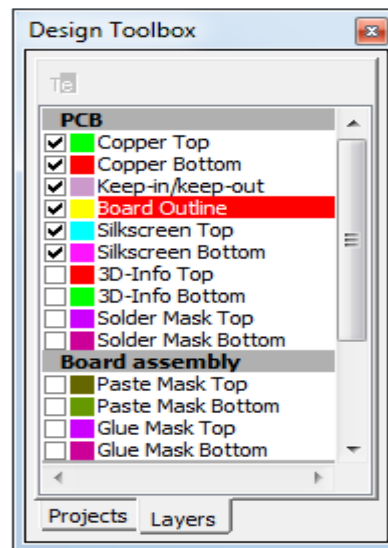 Design Toolbox
Te
PCB
Copper Top
Copper Bottom
Keep-in/keep-out
Board Outline
Silkscreen Top
Silkscreen Bottom
3D-Info Top
3D-Info Bottom
Solder Mask Top
Solder Mask Bottom
Board assembly
Paste Mask Top
Paste Mask Bottom
Glue Mask Top
Glue Mask Bottom
Projects Layers